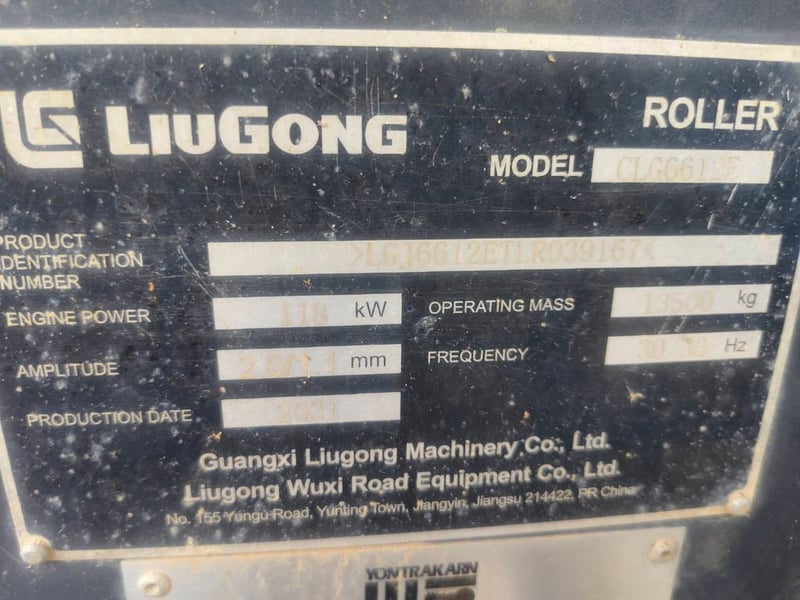 LG LIUGONG
ROLLER
MODEL CLG6612E
PRODUCT IDENTIFICATION NUMBER >LGJ6612ETLR039167<
ENGINE POWER 118 kW
OPERATING MASS 13500 kg
AMPLITUDE mm
FREQUENCY Hz
PRODUCTION DATE
Guangxi Liugong Machinery Co., Ltd.
Liugong Wuxi Road Equipment Co., Ltd.
No. 155 Yungu Road, Yunting Town, Jiangyin, Jiangsu 214422, PR China
YONTRAKARN